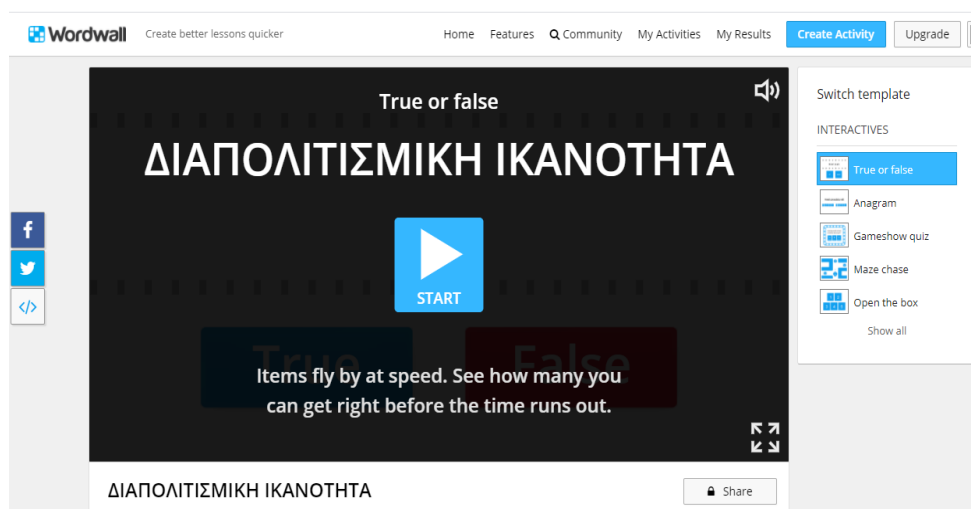 Wordwall Create better lessons quicker Home Features Community My Activities My Results Create Activity Upgrade
True or false
ΔΙΑΠΟΛΙΤΙΣΜΙΚΗ ΙΚΑΝΟΤΗΤΑ
START
True False
Items fly by at speed. See how many you
can get right before the time runs out.
ΔΙΑΠΟΛΙΤΙΣΜΙΚΗ ΙΚΑΝΟΤΗΤΑ
Share
Switch template
INTERACTIVES
True or false
Anagram
Gameshow quiz
Maze chase
Open the box
Show all